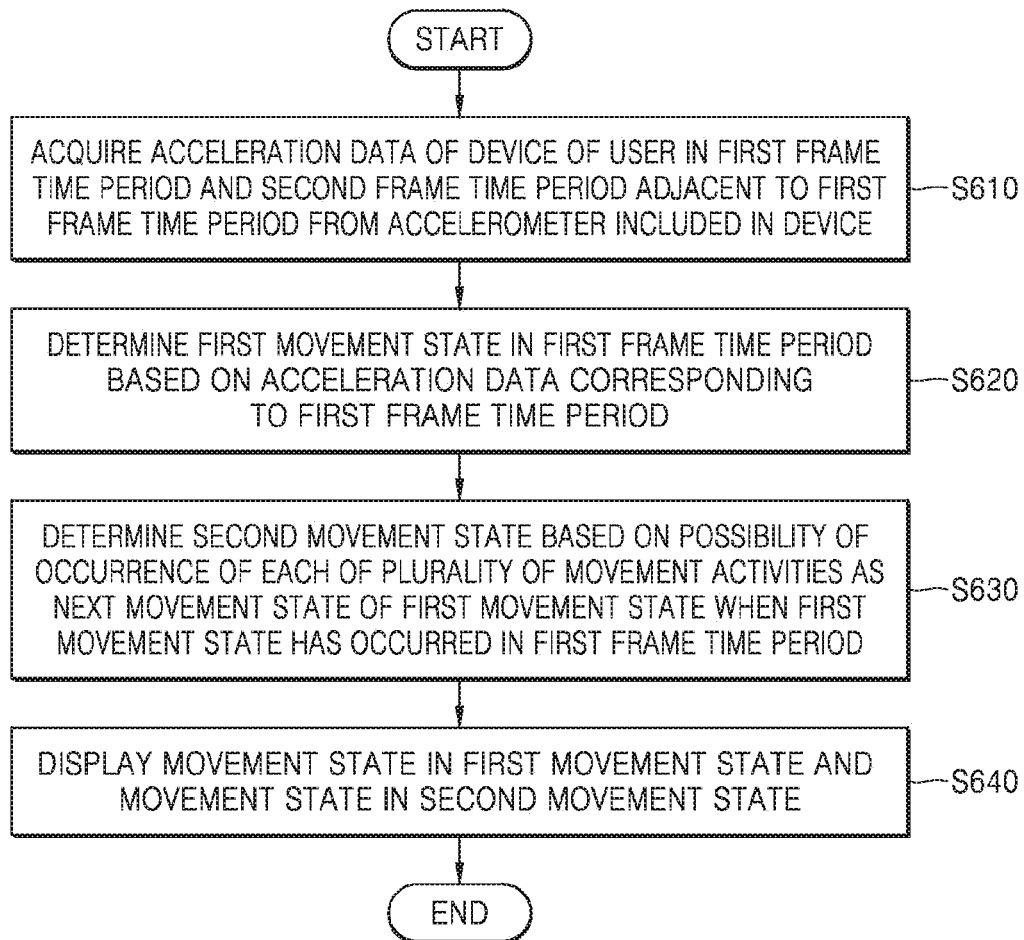 START
ACQUIRE ACCELERATION DATA OF DEVICE OF USER IN FIRST FRAME
TIME PERIOD AND SECOND FRAME TIME PERIOD ADJACENT TO FIRST
FRAME TIME PERIOD FROM ACCELEROMETER INCLUDED IN DEVICE
S610
DETERMINE FIRST MOVEMENT STATE IN FIRST FRAME TIME PERIOD
BASED ON ACCELERATION DATA CORRESPONDING
TO FIRST FRAME TIME PERIOD
S620
DETERMINE SECOND MOVEMENT STATE BASED ON POSSIBILITY OF
OCCURRENCE OF EACH OF PLURALITY OF MOVEMENT ACTIVITIES AS
NEXT MOVEMENT STATE OF FIRST MOVEMENT STATE WHEN FIRST
MOVEMENT STATE HAS OCCURRED IN FIRST FRAME TIME PERIOD
S630
DISPLAY MOVEMENT STATE IN FIRST MOVEMENT STATE AND
MOVEMENT STATE IN SECOND MOVEMENT STATE
S640
END